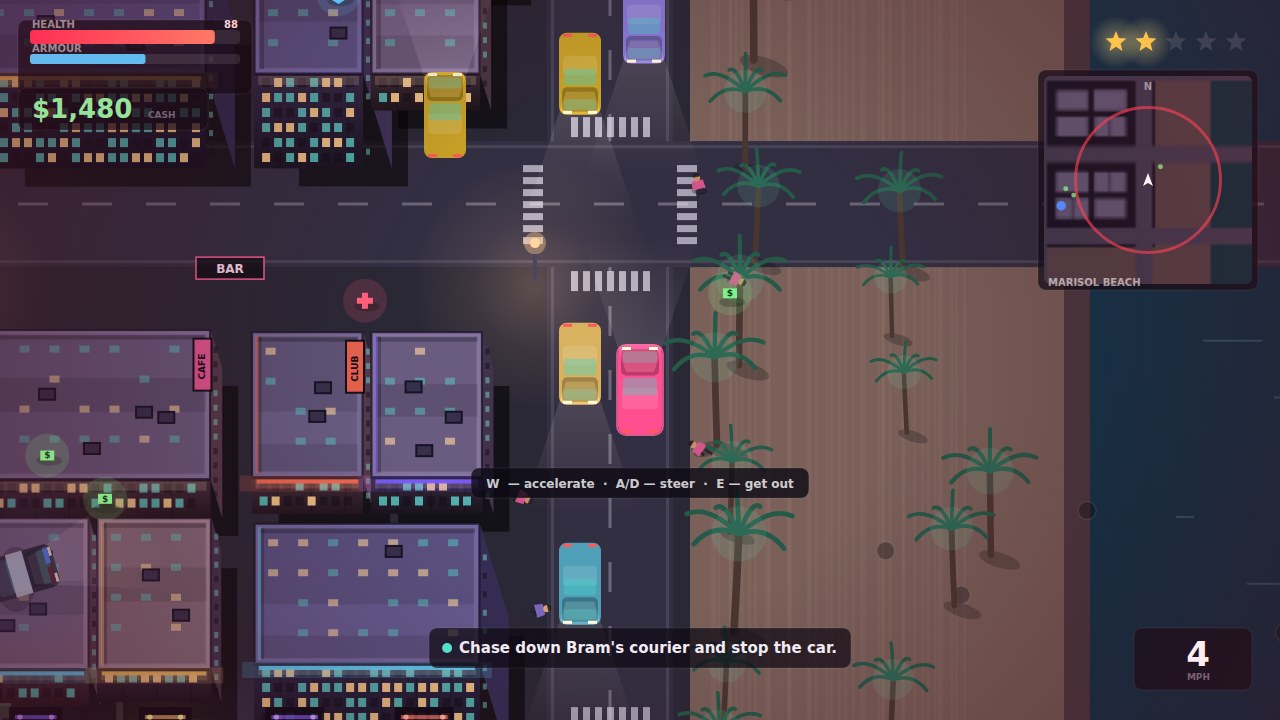 HEALTH 88
ARMOUR
$1,480 CASH
N
MARISOL BEACH
BAR
$
CAFE
CLUB
$
$
W — accelerate · A/D — steer · E — get out
Chase down Bram's courier and stop the car.
4
MPH